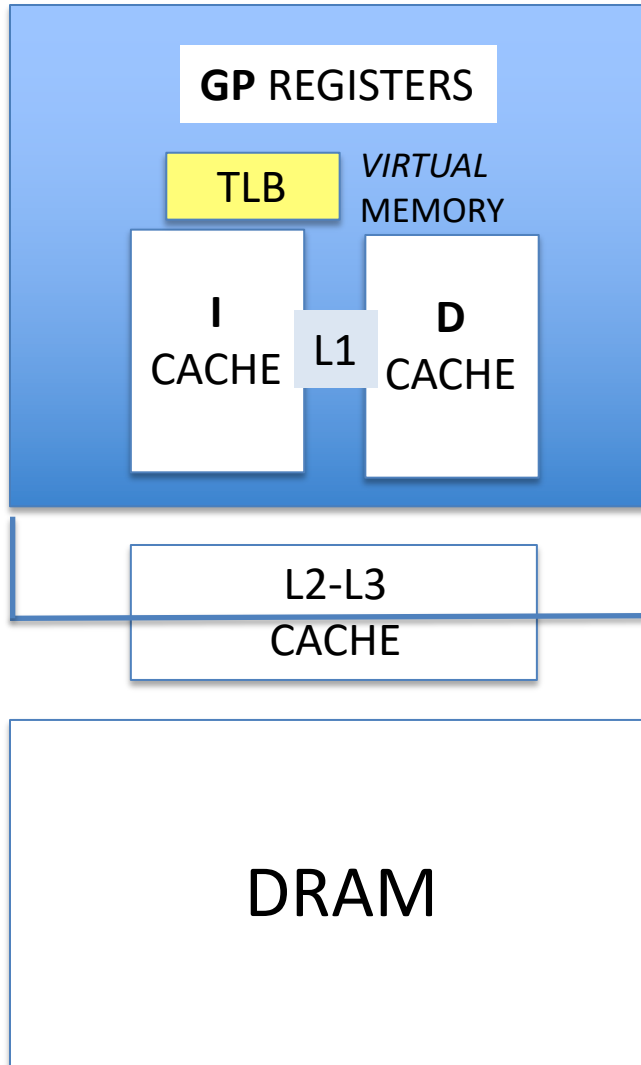 GP REGISTERS
TLB
VIRTUAL
MEMORY
I
CACHE
L1
D
CACHE
L2-L3
CACHE
DRAM